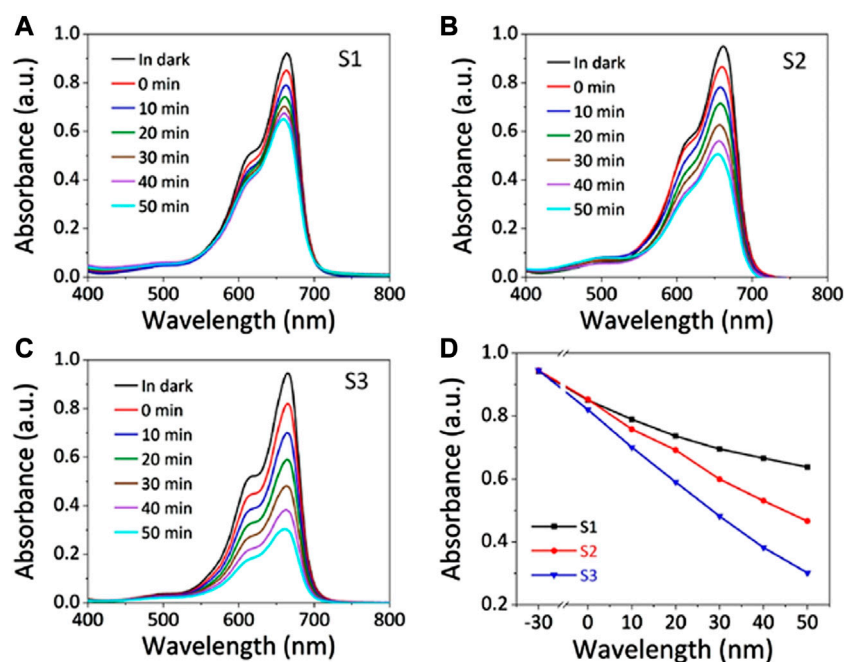 A
S1
In dark
0 min
10 min
20 min
30 min
40 min
50 min
Absorbance (a.u.)
1.0
0.8
0.6
0.4
0.2
0.0
400 500 600 700 800
Wavelength (nm)
B
S2
In dark
0 min
10 min
20 min
30 min
40 min
50 min
Absorbance (a.u.)
1.0
0.8
0.6
0.4
0.2
0.0
400 500 600 700 800
Wavelength (nm)
C
S3
In dark
0 min
10 min
20 min
30 min
40 min
50 min
Absorbance (a.u.)
1.0
0.8
0.6
0.4
0.2
0.0
400 500 600 700 800
Wavelength (nm)
D
Absorbance (a.u.)
1.0
0.8
0.6
0.4
0.2
S1
S2
S3
-30 0 10 20 30 40 50
Wavelength (nm)